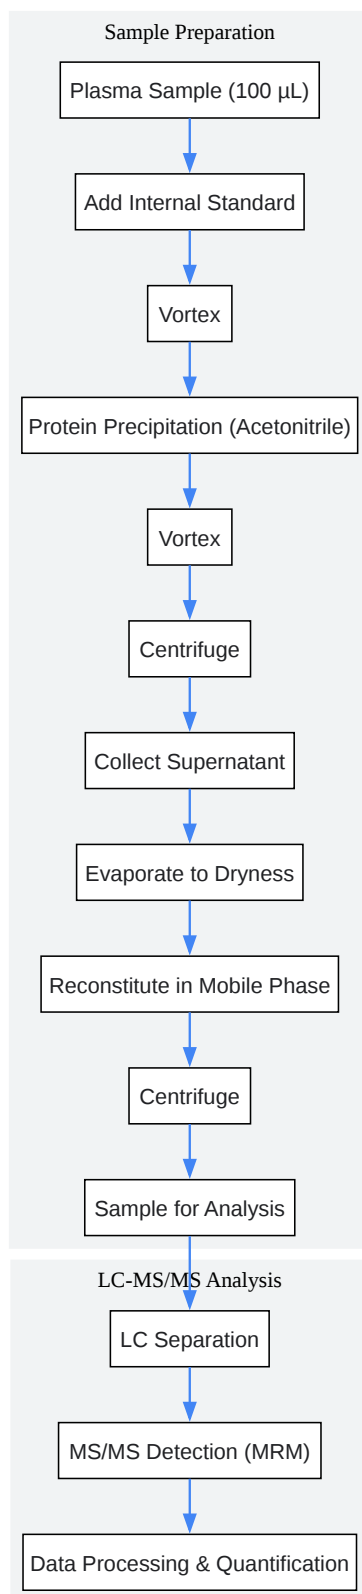 Sample Preparation
Plasma Sample (100 µL)
Add Internal Standard
Vortex
Protein Precipitation (Acetonitrile)
Vortex
Centrifuge
Collect Supernatant
Evaporate to Dryness
Reconstitute in Mobile Phase
Centrifuge
Sample for Analysis
LC-MS/MS Analysis
LC Separation
MS/MS Detection (MRM)
Data Processing & Quantification